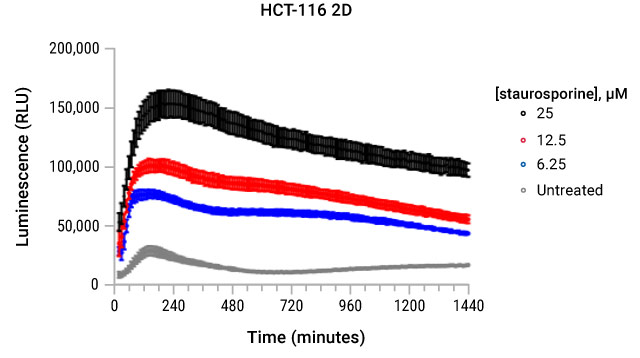 HCT-116 2D
Luminescence (RLU)
200,000
150,000
100,000
50,000
0
0 240 480 720 960 1200 1440
Time (minutes)
[staurosporine], μM
25
12.5
6.25
Untreated